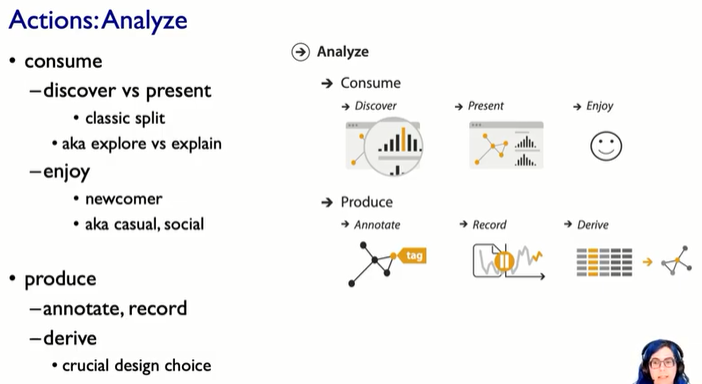 Actions: Analyze
• consume
–discover vs present
• classic split
• aka explore vs explain
–enjoy
• newcomer
• aka casual, social
• produce
–annotate, record
–derive
• crucial design choice
→ Analyze
→ Consume
→ Discover
→ Present
→ Enjoy
→ Produce
→ Annotate
→ Record
→ Derive
tag